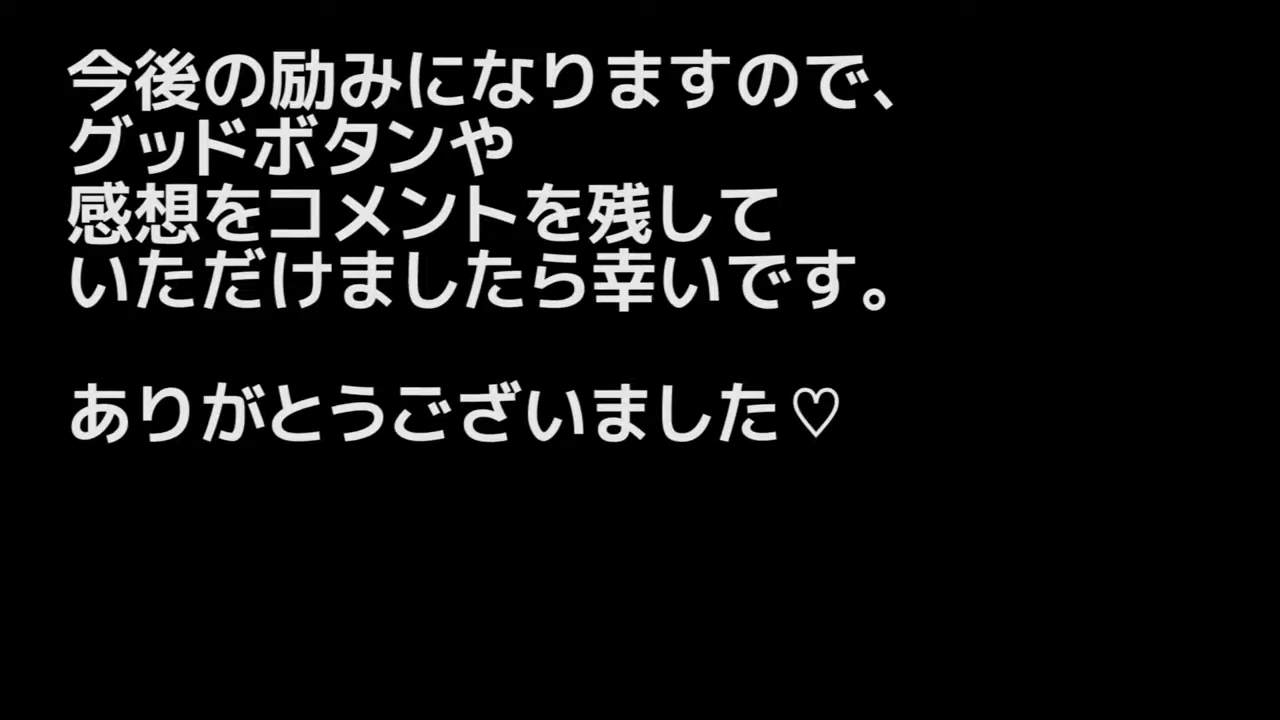 今後の励みになりますので、
グッドボタンや
感想をコメントを残して
いただけましたら幸いです。
ありがとうございました♡